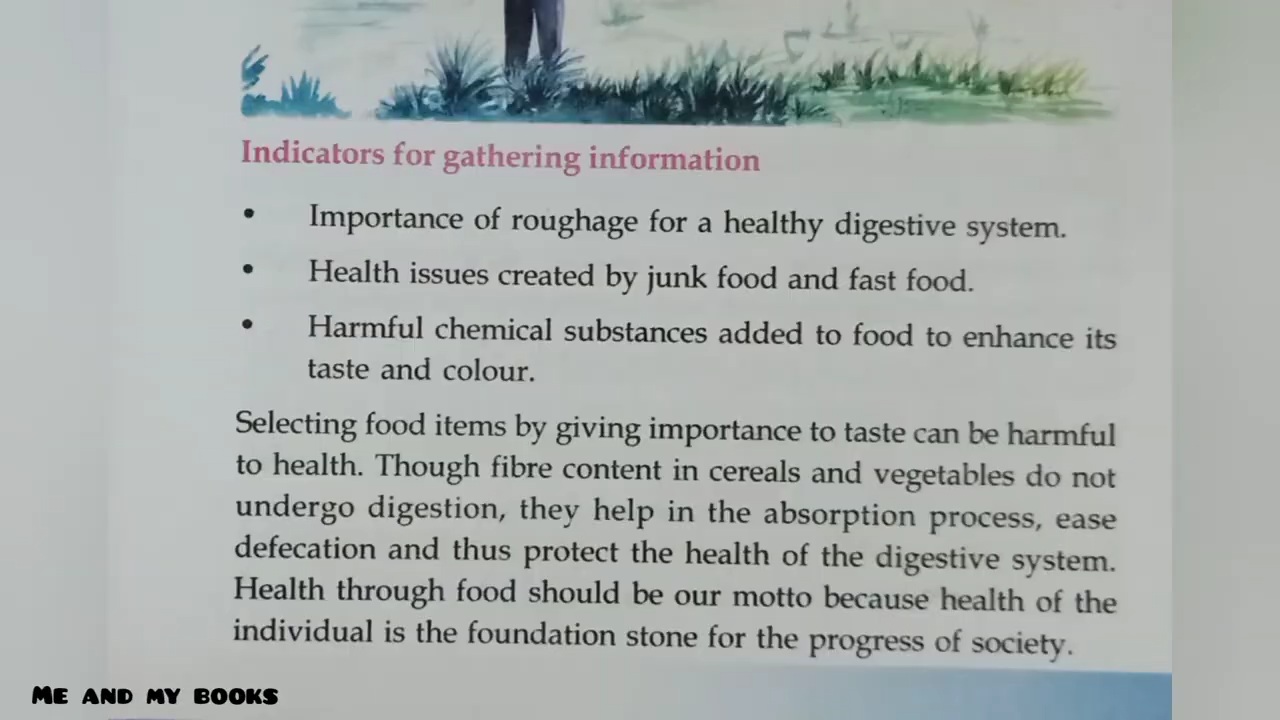 Indicators for gathering information
• Importance of roughage for a healthy digestive system.
• Health issues created by junk food and fast food.
• Harmful chemical substances added to food to enhance its
taste and colour.
Selecting food items by giving importance to taste can be harmful
to health. Though fibre content in cereals and vegetables do not
undergo digestion, they help in the absorption process, ease
defecation and thus protect the health of the digestive system.
Health through food should be our motto because health of the
individual is the foundation stone for the progress of society.
ME AND MY BOOKS